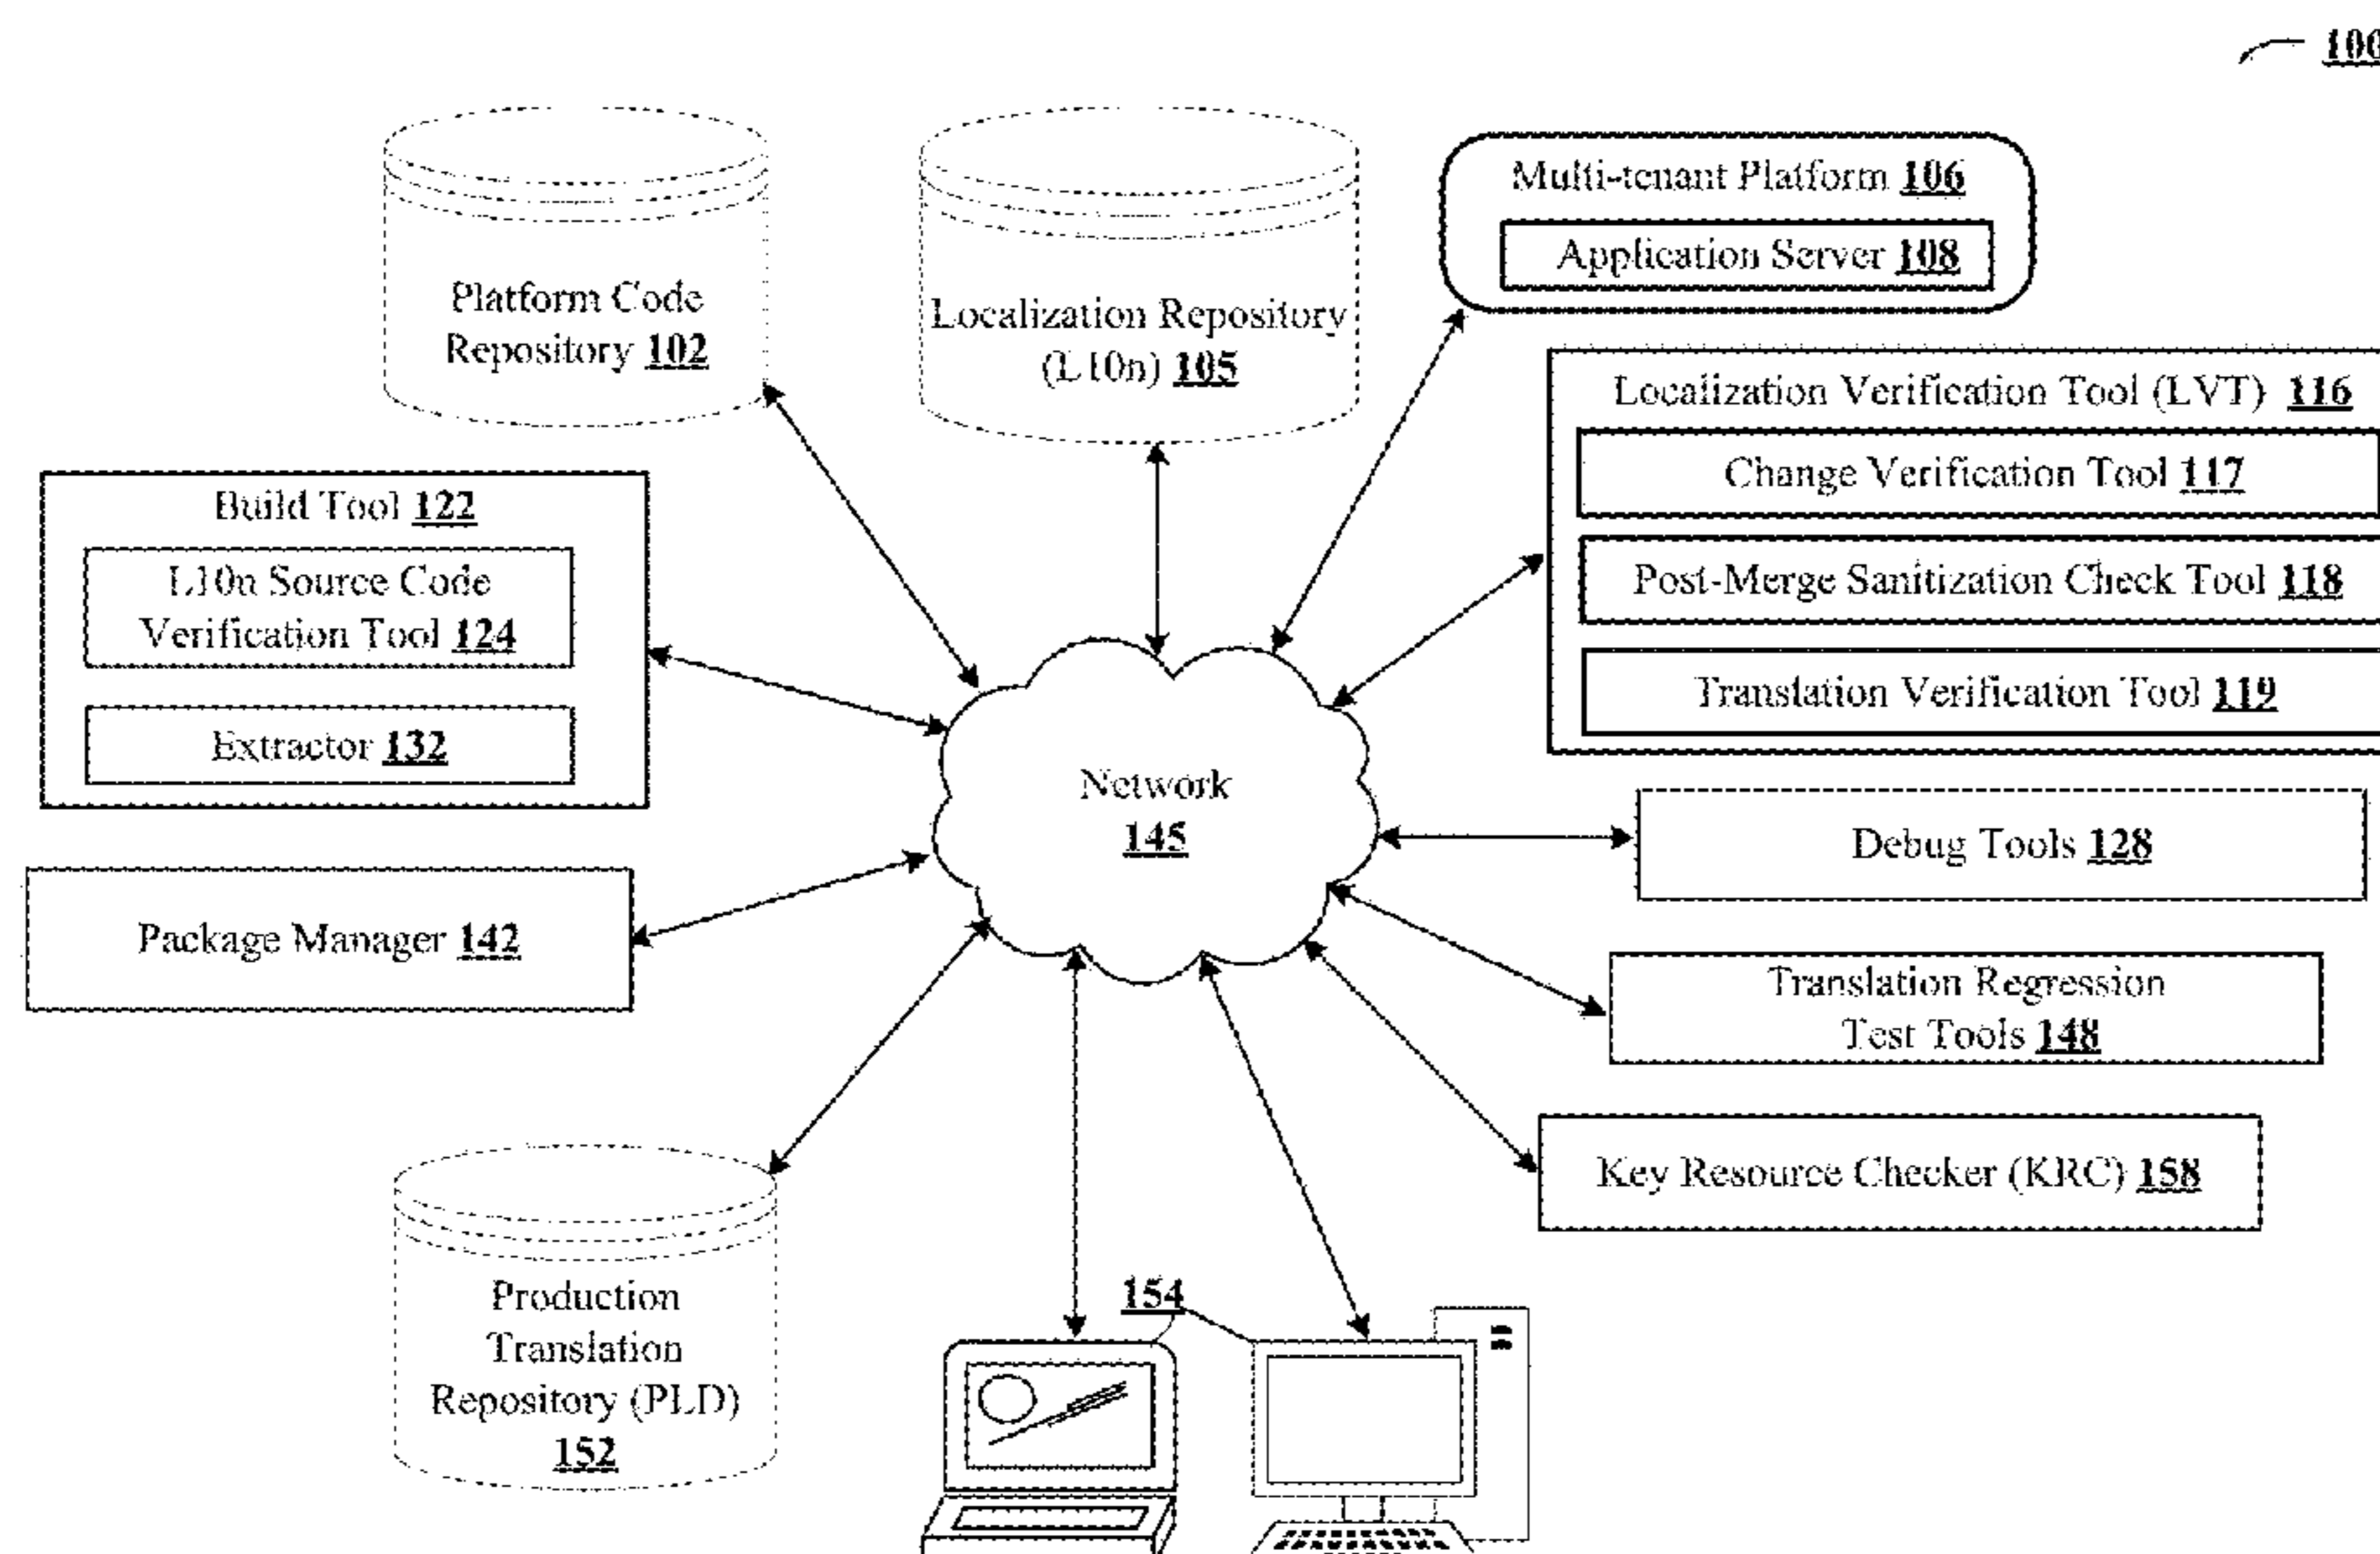 100
Platform Code
Repository 102
Localization Repository
(L10n) 105
Multi-tenant Platform 106
Application Server 108
Localization Verification Tool (LVT) 116
Change Verification Tool 117
Post-Merge Sanitization Check Tool 118
Translation Verification Tool 119
Build Tool 122
L10n Source Code
Verification Tool 124
Extractor 132
Network
145
Debug Tools 128
Package Manager 142
Translation Regression
Test Tools 148
Key Resource Checker (KRC) 158
Production
Translation
Repository (PLD)
152
154